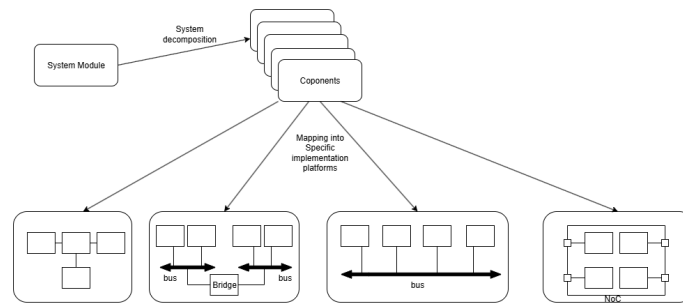 System
decomposition
System Module
Coponents
Mapping into
Specific
implementation
platforms
bus
Bridge
bus
bus
NoC